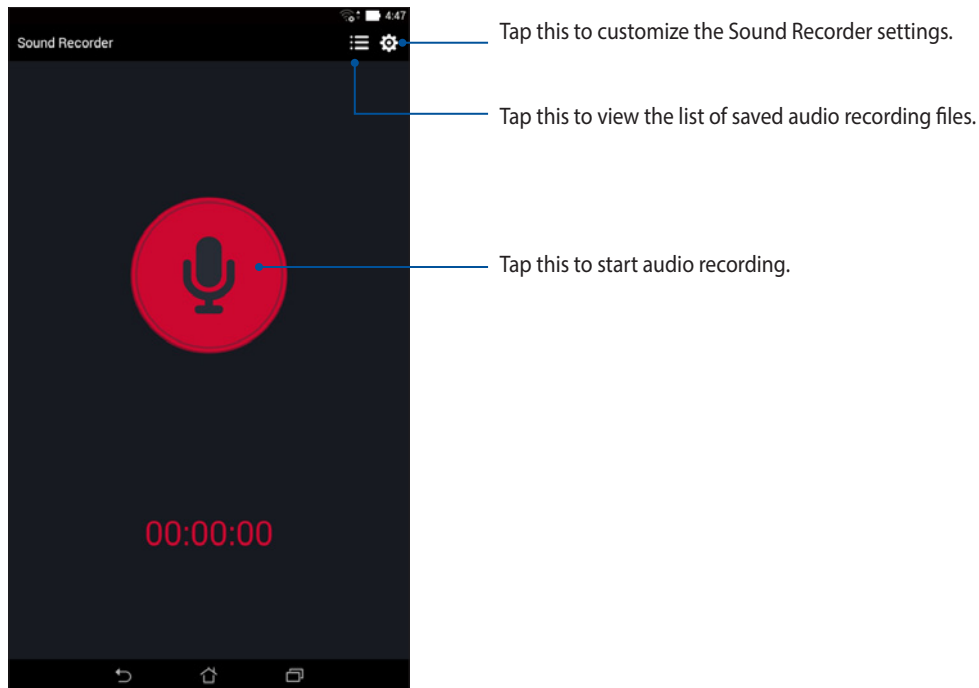 4:47
Sound Recorder
Tap this to customize the Sound Recorder settings.
Tap this to view the list of saved audio recording files.
Tap this to start audio recording.
00:00:00